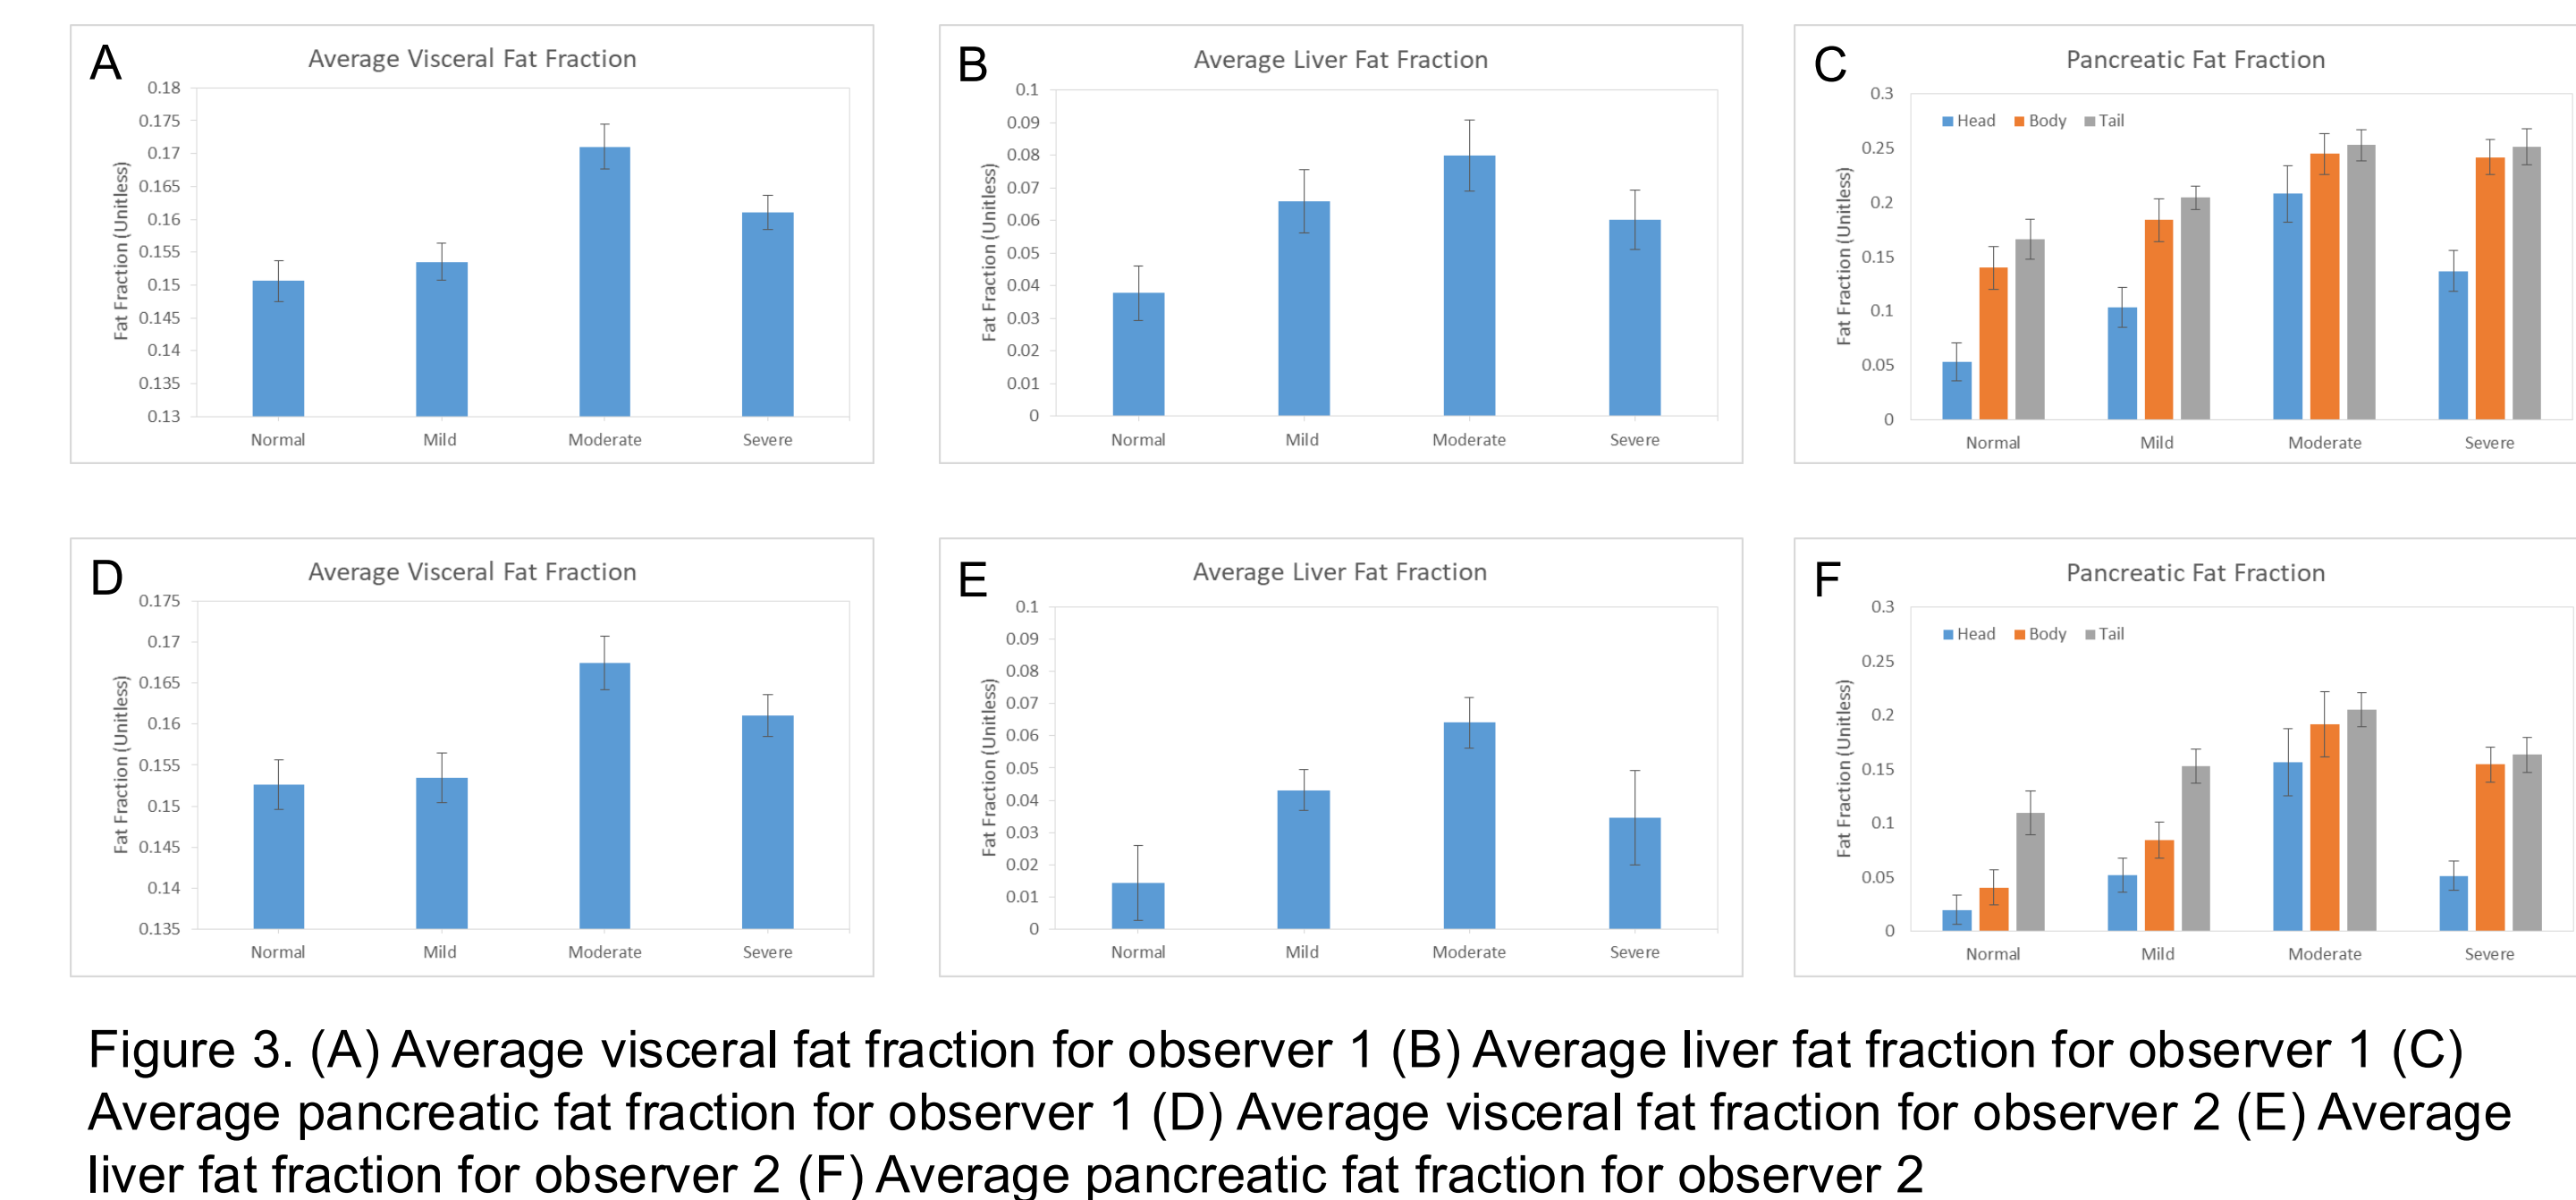 A
Average Visceral Fat Fraction
Fat Fraction (Unitless)
0.18
0.175
0.17
0.165
0.16
0.155
0.15
0.145
0.14
0.135
0.13
Normal Mild Moderate Severe
B
Average Liver Fat Fraction
Fat Fraction (Unitless)
0.1
0.09
0.08
0.07
0.06
0.05
0.04
0.03
0.02
0.01
0
Normal Mild Moderate Severe
C
Pancreatic Fat Fraction
Fat Fraction (Unitless)
0.3
0.25
0.2
0.15
0.1
0.05
0
Head Body Tail
Normal Mild Moderate Severe
D
Average Visceral Fat Fraction
Fat Fraction (Unitless)
0.175
0.17
0.165
0.16
0.155
0.15
0.145
0.14
0.135
Normal Mild Moderate Severe
E
Average Liver Fat Fraction
Fat Fraction (Unitless)
0.1
0.09
0.08
0.07
0.06
0.05
0.04
0.03
0.02
0.01
0
Normal Mild Moderate Severe
F
Pancreatic Fat Fraction
Fat Fraction (Unitless)
0.3
0.25
0.2
0.15
0.1
0.05
0
Head Body Tail
Normal Mild Moderate Severe
Figure 3. (A) Average visceral fat fraction for observer 1 (B) Average liver fat fraction for observer 1 (C)
Average pancreatic fat fraction for observer 1 (D) Average visceral fat fraction for observer 2 (E) Average
liver fat fraction for observer 2 (F) Average pancreatic fat fraction for observer 2